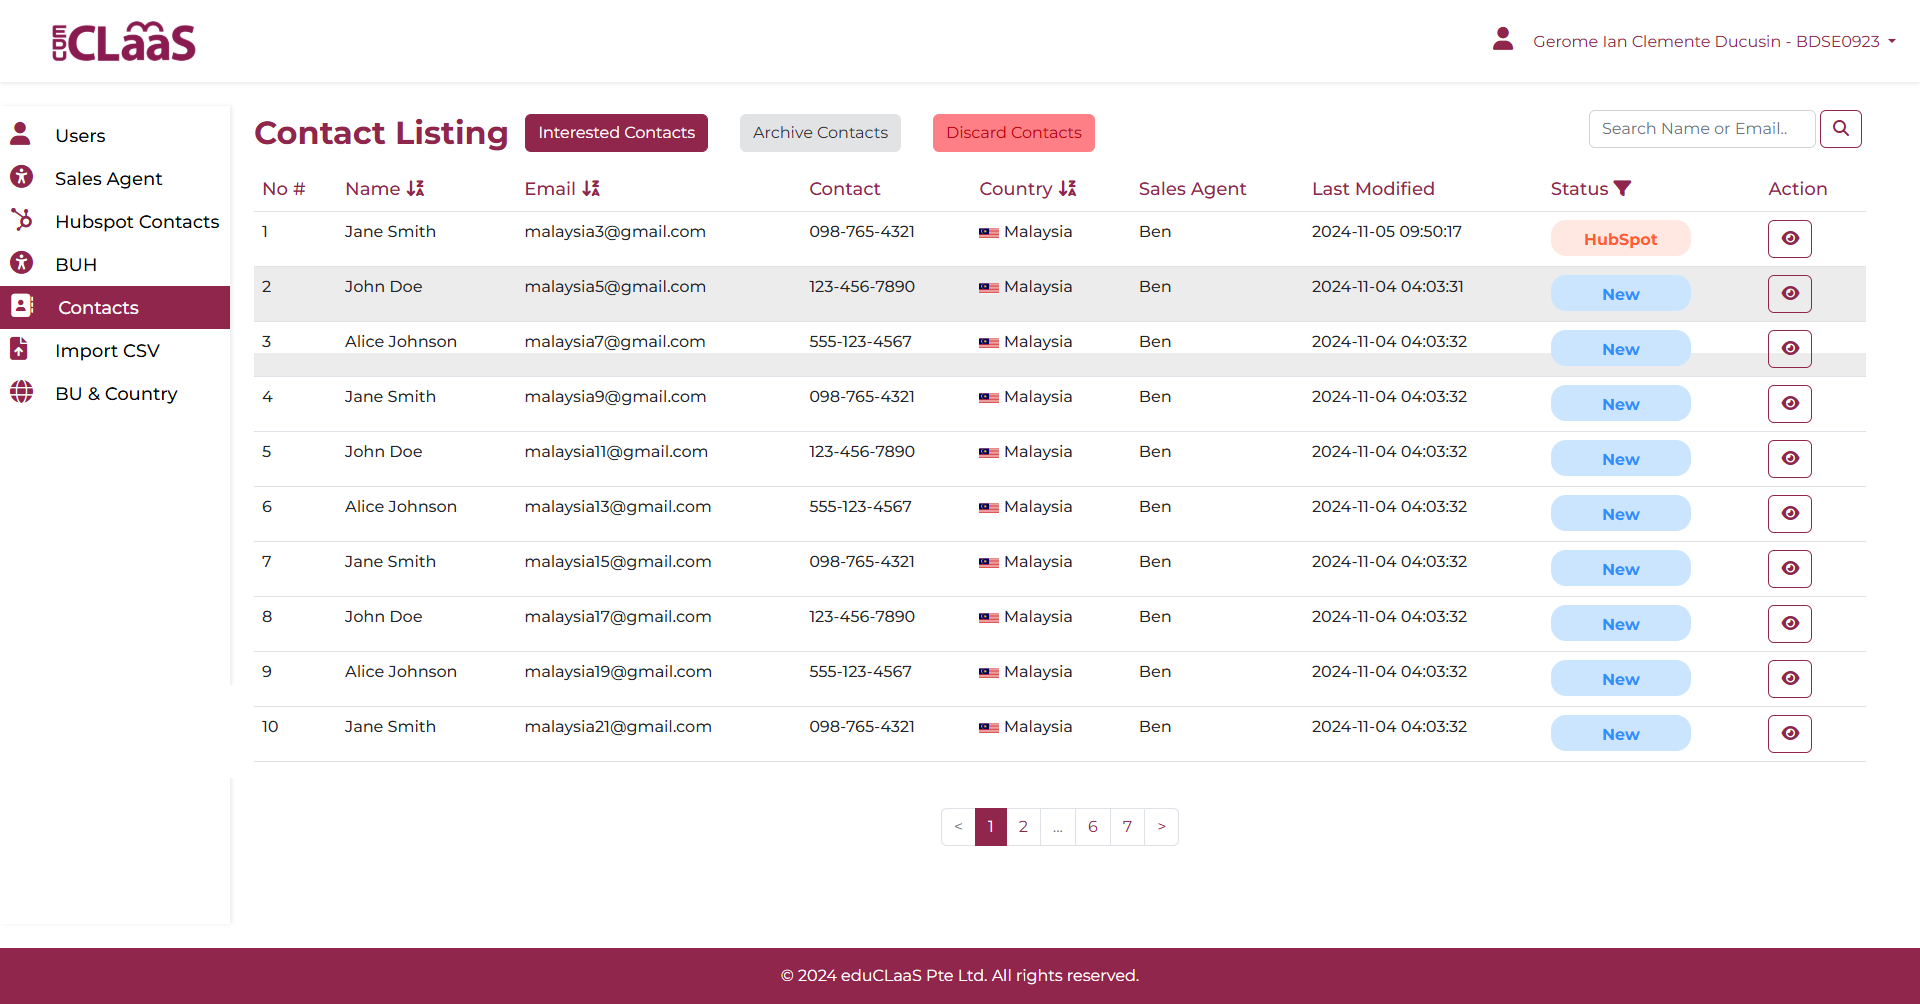 EDU CLaaS
Gerome Ian Clemente Ducusin - BDSE0923
Users
Sales Agent
Hubspot Contacts
BUH
Contacts
Import CSV
BU & Country
Contact Listing Interested Contacts Archive Contacts Discard Contacts Search Name or Email..
No # Name Email Contact Country Sales Agent Last Modified Status Action
1 Jane Smith malaysia3@gmail.com 098-765-4321 Malaysia Ben 2024-11-05 09:50:17 HubSpot
2 John Doe malaysia5@gmail.com 123-456-7890 Malaysia Ben 2024-11-04 04:03:31 New
3 Alice Johnson malaysia7@gmail.com 555-123-4567 Malaysia Ben 2024-11-04 04:03:32 New
4 Jane Smith malaysia9@gmail.com 098-765-4321 Malaysia Ben 2024-11-04 04:03:32 New
5 John Doe malaysia11@gmail.com 123-456-7890 Malaysia Ben 2024-11-04 04:03:32 New
6 Alice Johnson malaysia13@gmail.com 555-123-4567 Malaysia Ben 2024-11-04 04:03:32 New
7 Jane Smith malaysia15@gmail.com 098-765-4321 Malaysia Ben 2024-11-04 04:03:32 New
8 John Doe malaysia17@gmail.com 123-456-7890 Malaysia Ben 2024-11-04 04:03:32 New
9 Alice Johnson malaysia19@gmail.com 555-123-4567 Malaysia Ben 2024-11-04 04:03:32 New
10 Jane Smith malaysia21@gmail.com 098-765-4321 Malaysia Ben 2024-11-04 04:03:32 New
< 1 2 ... 6 7 >
© 2024 eduCLaaS Pte Ltd. All rights reserved.